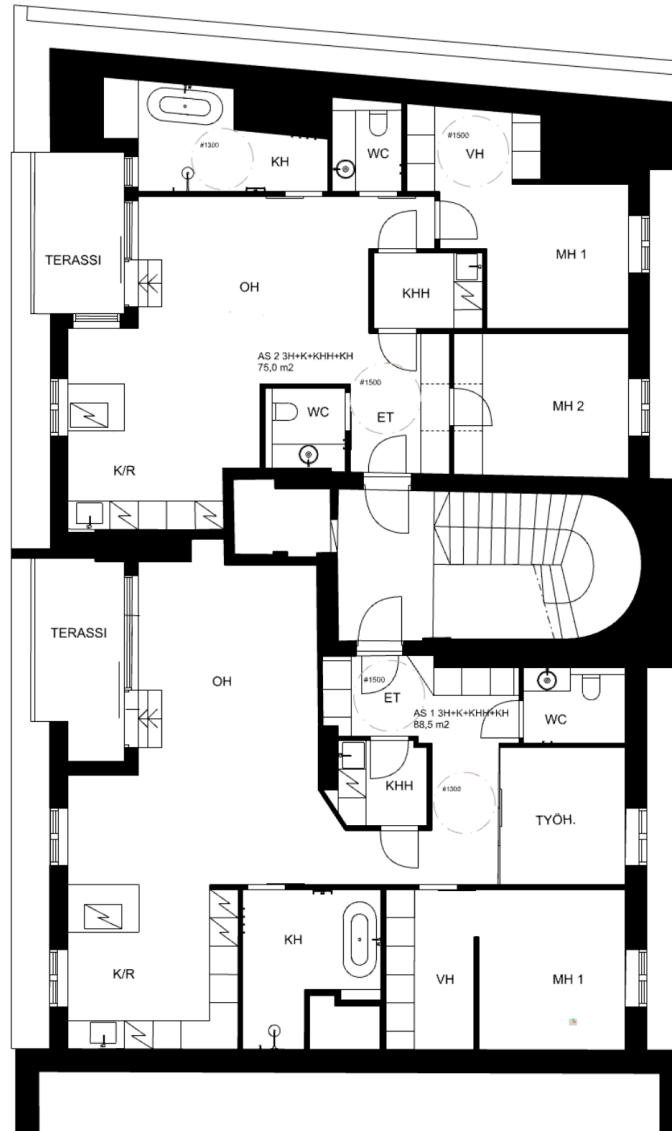 #1300
KH
WC
#1500
VH
TERASSI
OH
KHH
MH 1
AS 2 3H+K+KHH+KH
75,0 m2
#1500
WC
ET
MH 2
K/R
TERASSI
OH
#1500
ET
AS 1 3H+K+KHH+KH
88,5 m2
WC
KHH
#1300
TYÖH.
K/R
KH
VH
MH 1